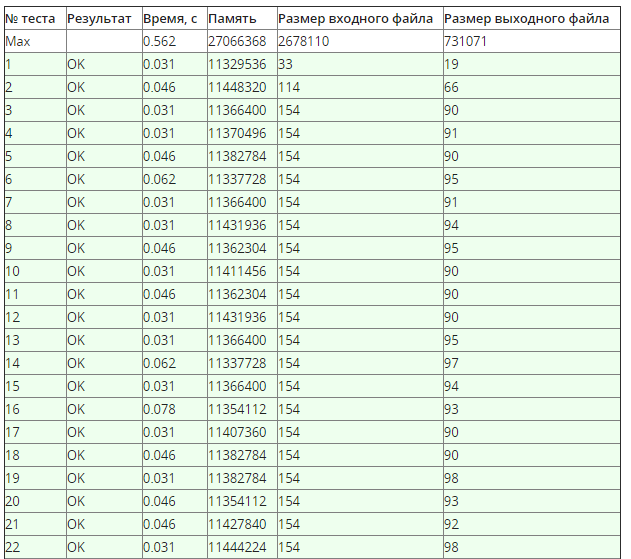 № теста Результат Время, с Память Размер входного файла Размер выходного файла
Max 0.562 27066368 2678110 731071
1 OK 0.031 11329536 33 19
2 OK 0.046 11448320 114 66
3 OK 0.031 11366400 154 90
4 OK 0.031 11370496 154 91
5 OK 0.046 11382784 154 90
6 OK 0.062 11337728 154 95
7 OK 0.031 11366400 154 91
8 OK 0.031 11431936 154 94
9 OK 0.046 11362304 154 95
10 OK 0.031 11411456 154 90
11 OK 0.046 11362304 154 90
12 OK 0.031 11431936 154 90
13 OK 0.031 11366400 154 95
14 OK 0.062 11337728 154 97
15 OK 0.031 11366400 154 94
16 OK 0.078 11354112 154 93
17 OK 0.031 11407360 154 90
18 OK 0.046 11382784 154 90
19 OK 0.031 11382784 154 98
20 OK 0.046 11354112 154 93
21 OK 0.046 11427840 154 92
22 OK 0.031 11444224 154 98